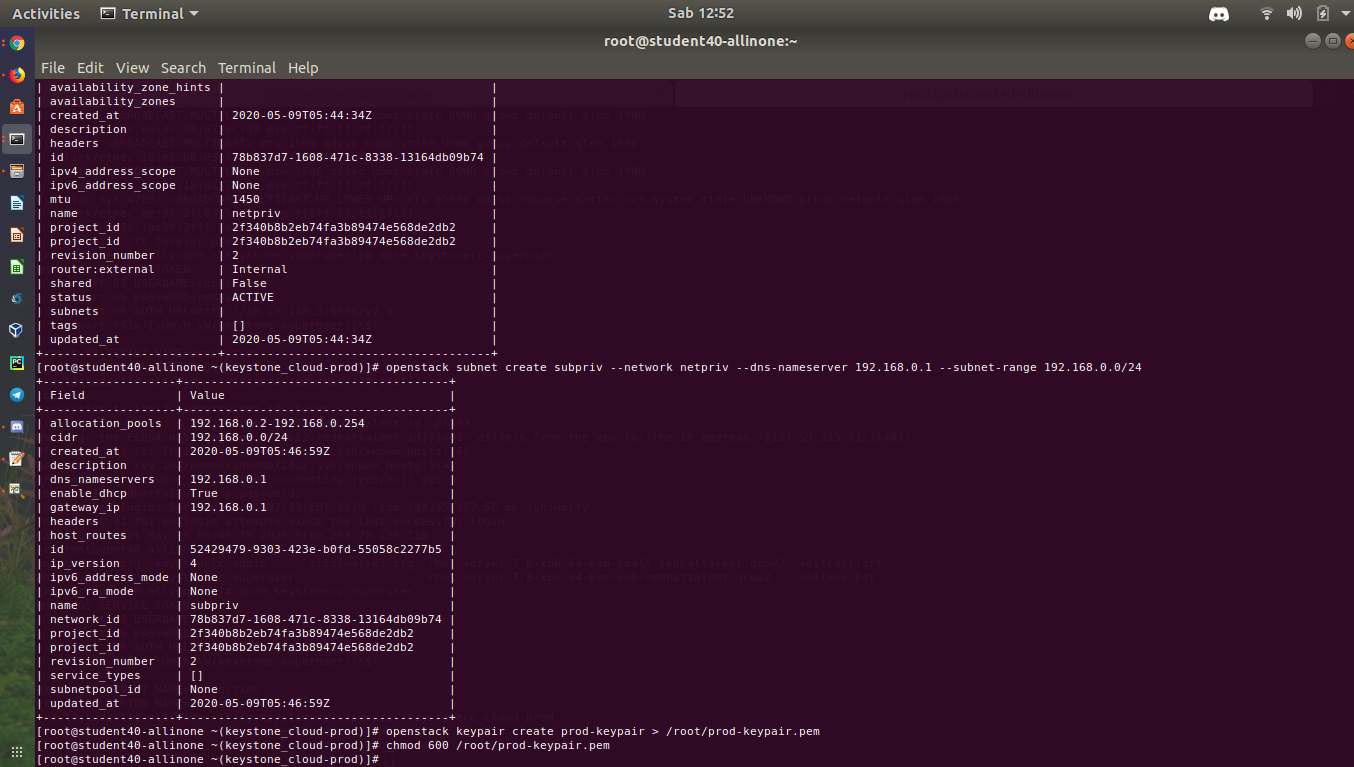 Activities Terminal Sab 12:52
root@student40-allinone:~
File Edit View Search Terminal Help
| availability_zone_hints | |
| availability_zones | |
| created_at | 2020-05-09T05:44:34Z |
| description | |
| headers | |
| id | 78b837d7-1608-471c-8338-13164db09b74 |
| ipv4_address_scope | None |
| ipv6_address_scope | None |
| mtu | 1450 |
| name | netpriv |
| project_id | 2f340b8b2eb74fa3b89474e568de2db2 |
| project_id | 2f340b8b2eb74fa3b89474e568de2db2 |
| revision_number | 2 |
| router:external | Internal |
| shared | False |
| status | ACTIVE |
| subnets | |
| tags | [] |
| updated_at | 2020-05-09T05:44:34Z |
+-------------------------+--------------------------------------+
[root@student40-allinone ~(keystone_cloud-prod)]# openstack subnet create subpriv --network netpriv --dns-nameserver 192.168.0.1 --subnet-range 192.168.0.0/24
+-------------------+--------------------------------------+
| Field | Value |
+-------------------+--------------------------------------+
| allocation_pools | 192.168.0.2-192.168.0.254 |
| cidr | 192.168.0.0/24 |
| created_at | 2020-05-09T05:46:59Z |
| description | |
| dns_nameservers | 192.168.0.1 |
| enable_dhcp | True |
| gateway_ip | 192.168.0.1 |
| headers | |
| host_routes | |
| id | 52429479-9303-423e-b0fd-55058c2277b5 |
| ip_version | 4 |
| ipv6_address_mode | None |
| ipv6_ra_mode | None |
| name | subpriv |
| network_id | 78b837d7-1608-471c-8338-13164db09b74 |
| project_id | 2f340b8b2eb74fa3b89474e568de2db2 |
| project_id | 2f340b8b2eb74fa3b89474e568de2db2 |
| revision_number | 2 |
| service_types | [] |
| subnetpool_id | None |
| updated_at | 2020-05-09T05:46:59Z |
+-------------------+--------------------------------------+
[root@student40-allinone ~(keystone_cloud-prod)]# openstack keypair create prod-keypair > /root/prod-keypair.pem
[root@student40-allinone ~(keystone_cloud-prod)]# chmod 600 /root/prod-keypair.pem
[root@student40-allinone ~(keystone_cloud-prod)]#